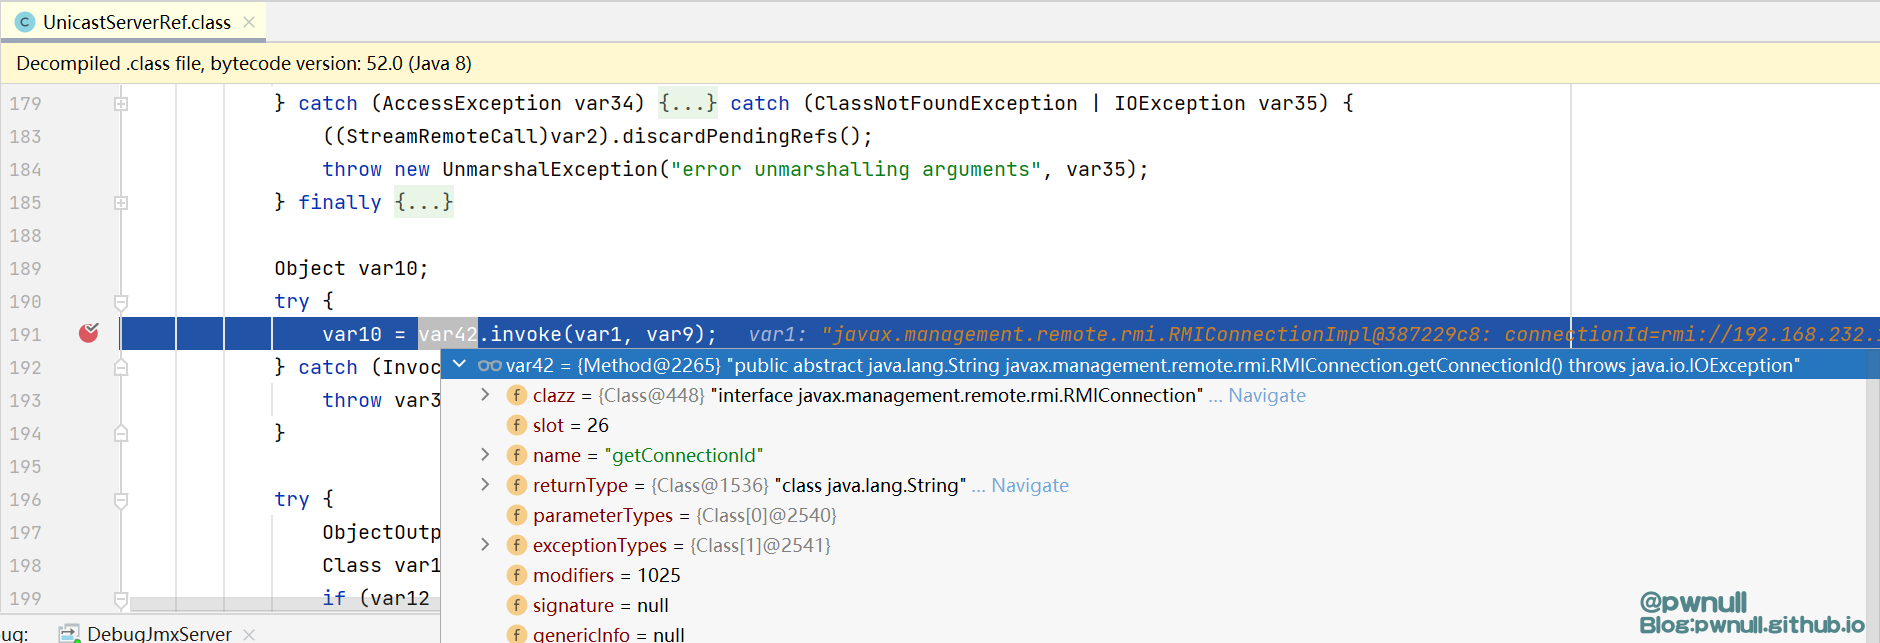 UnicastServerRef.class
Decompiled .class file, bytecode version: 52.0 (Java 8)
179 } catch (AccessException var34) {...} catch (ClassNotFoundException | IOException var35) {
183 ((StreamRemoteCall)var2).discardPendingRefs();
184 throw new UnmarshalException("error unmarshalling arguments", var35);
185 } finally {...}
188
189 Object var10;
190 try {
191 var10 = var42.invoke(var1, var9); var1: "javax.management.remote.rmi.RMIConnectionImpl@387229c8: connectionId=rmi://192.168.232.
192 } catch (Invoc
var42 = {Method@2265} "public abstract java.lang.String javax.management.remote.rmi.RMIConnection.getConnectionId() throws java.io.IOException"
193 throw var3
clazz = {Class@448} "interface javax.management.remote.rmi.RMIConnection" ... Navigate
slot = 26
194 }
name = "getConnectionId"
195
returnType = {Class@1536} "class java.lang.String" ... Navigate
196 try {
parameterTypes = {Class[0]@2540}
197 ObjectOutp
exceptionTypes = {Class[1]@2541}
198 Class var1
modifiers = 1025
199 if (var12
signature = null
genericInfo = null
ug: DebugJmxServer
@pwnull
Blog:pwnull.github.io